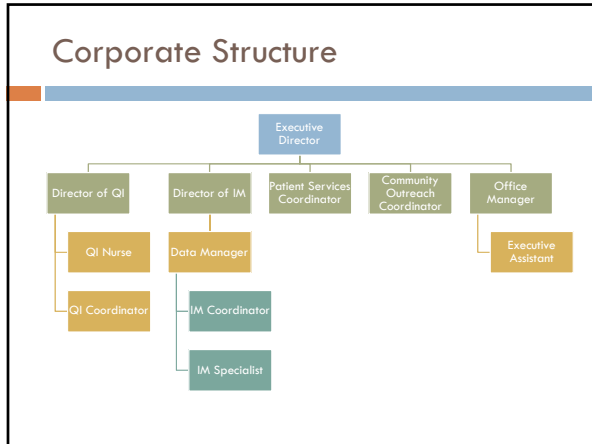 Corporate Structure
Executive
Director
Director of QI
Director of IM
Patient Services
Coordinator
Community
Outreach
Coordinator
Office
Manager
QI Nurse
Data Manager
Executive
Assistant
QI Coordinator
IM Coordinator
IM Specialist